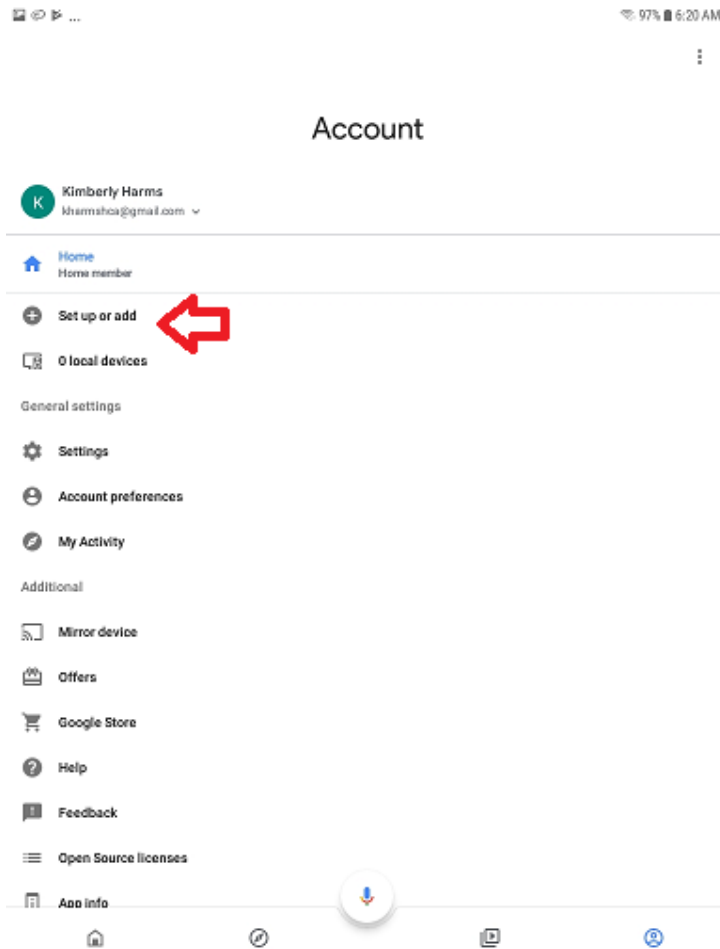 ... 97% 6:20 AM
Account
K
Kimberly Harms
kharmshca@gmail.com
Home
Home member
Set up or add
0 local devices
General settings
Settings
Account preferences
My Activity
Additional
Mirror device
Offers
Google Store
Help
Feedback
Open Source licenses
App info